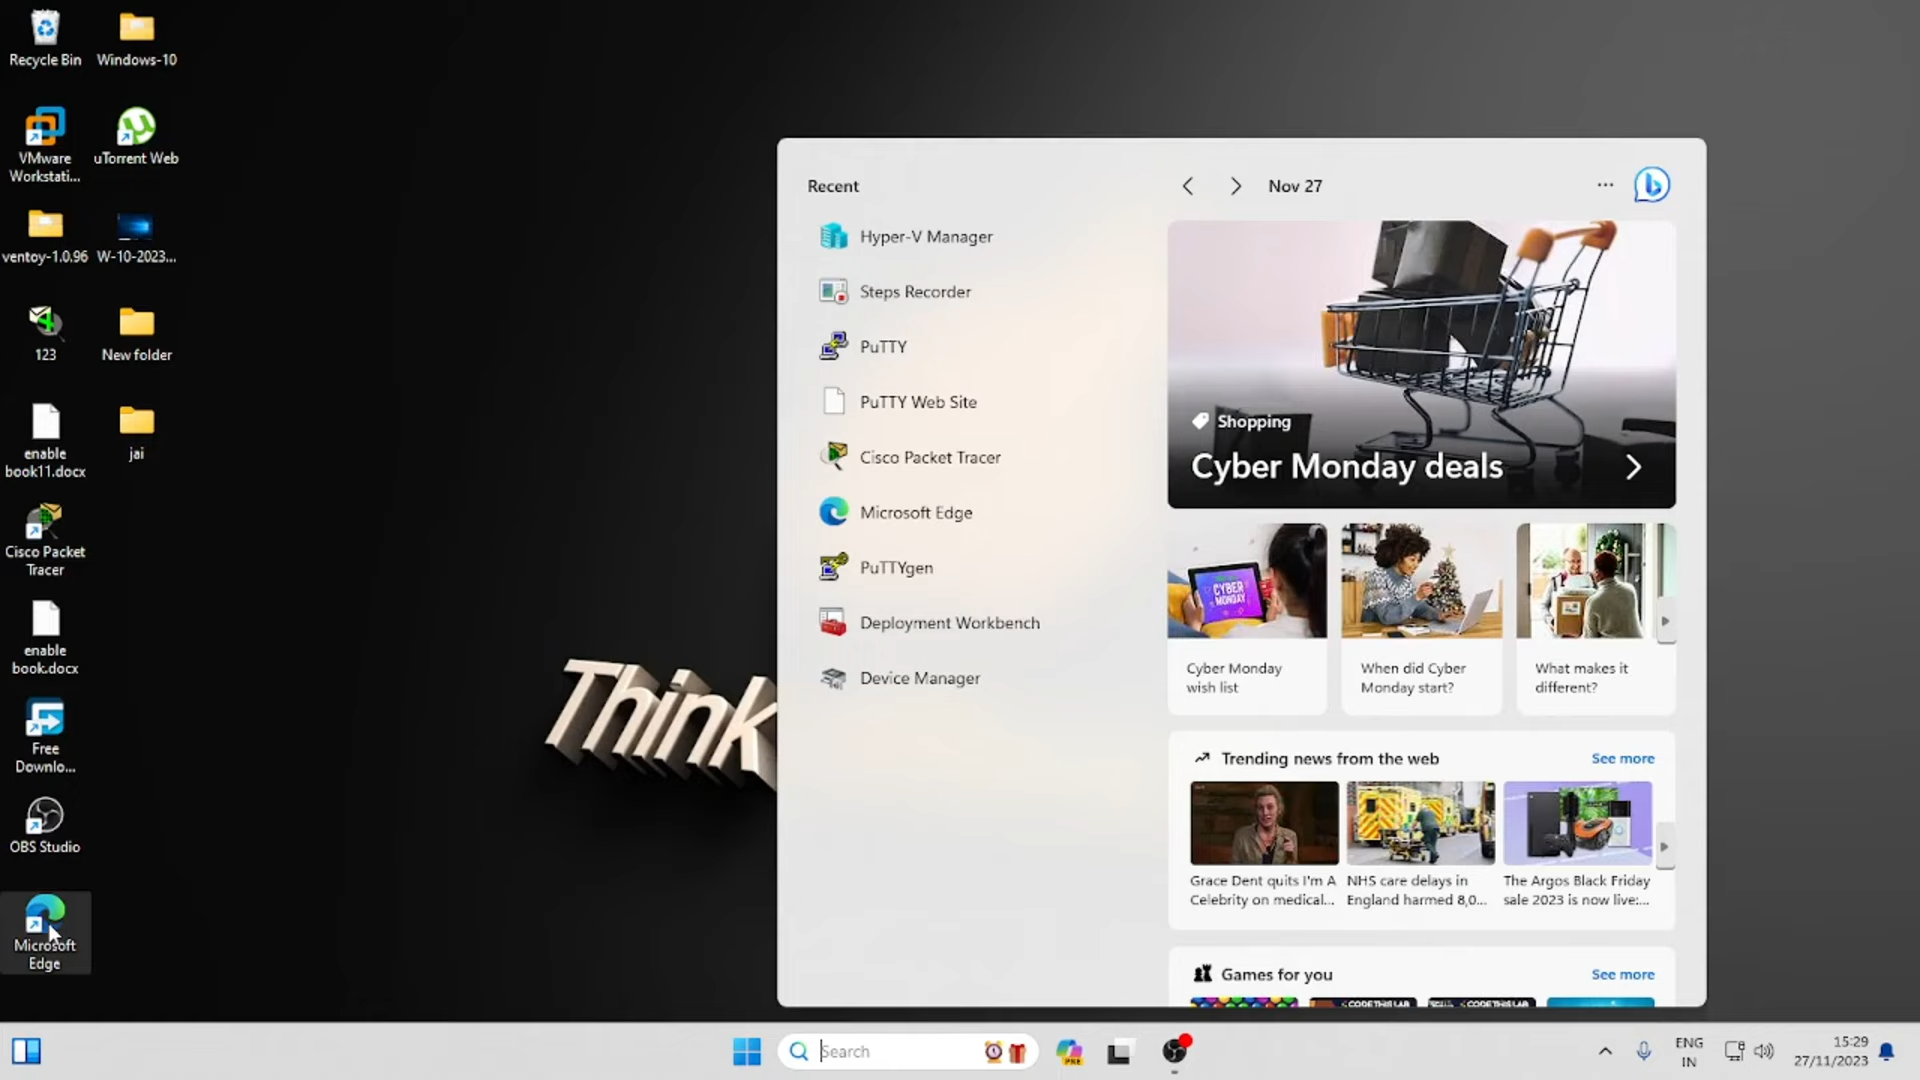 Recycle Bin
Windows-10
VMware
Workstati...
uTorrent Web
ventoy-1.0.96
W-10-2023...
123
New folder
enable
book11.docx
jai
Cisco Packet
Tracer
enable
book.docx
Free
Downlo...
OBS Studio
Microsoft
Edge
Think
Recent
Hyper-V Manager
Steps Recorder
PuTTY
PuTTY Web Site
Cisco Packet Tracer
Microsoft Edge
PuTTYgen
Deployment Workbench
Device Manager
Nov 27
Shopping
Cyber Monday deals
CYBER
MONDAY
Cyber Monday
wish list
When did Cyber
Monday start?
What makes it
different?
Trending news from the web
See more
Grace Dent quits I'm A
Celebrity on medical...
NHS care delays in
England harmed 8,0...
The Argos Black Friday
sale 2023 is now live:...
Games for you
See more
CODETHISLAB
Search
PRE
ENG
IN
15:29
27/11/2023